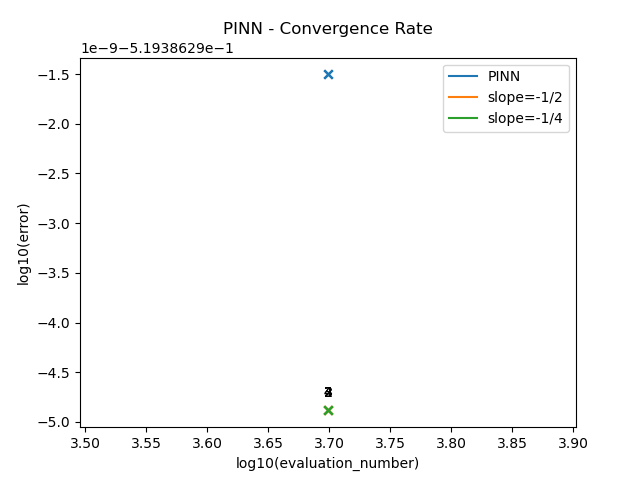 PINN - Convergence Rate
1e−9−5.1938629e−1
PINN
slope=-1/2
slope=-1/4
−1.5
−2.0
−2.5
−3.0
−3.5
−4.0
−4.5
−5.0
log10(error)
3.50 3.55 3.60 3.65 3.70 3.75 3.80 3.85 3.90
log10(evaluation_number)